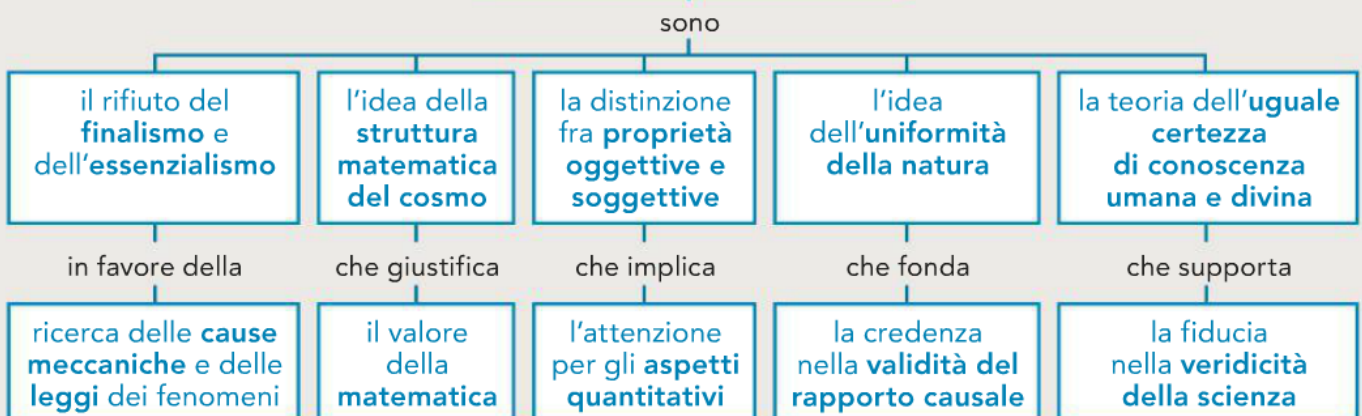 sono
il rifiuto del
finalismo e
dell'essenzialismo
l'idea della
struttura
matematica
del cosmo
la distinzione
fra proprietà
oggettive e
soggettive
l'idea
dell'uniformità
della natura
la teoria dell'uguale
certezza
di conoscenza
umana e divina
in favore della
che giustifica
che implica
che fonda
che supporta
ricerca delle cause
meccaniche e delle
leggi dei fenomeni
il valore
della
matematica
l'attenzione
per gli aspetti
quantitativi
la credenza
nella validità del
rapporto causale
la fiducia
nella veridicità
della scienza